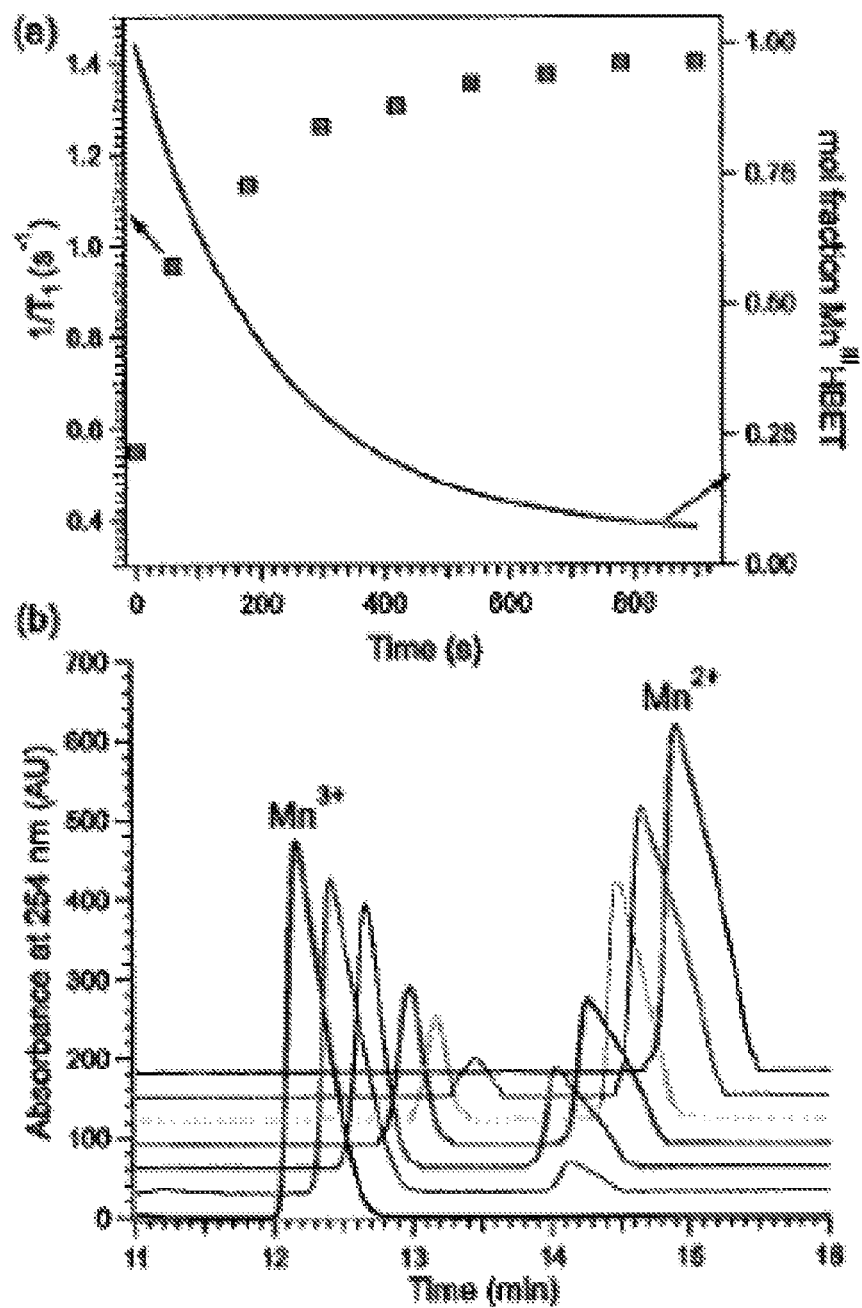 (a)
1.4
1.2
1.0
0.8
0.6
0.4
1/T₁ (s⁻¹)
1.00
0.75
0.50
0.25
0.00
mol fraction Mnᴵᴵᴵ HBET
0 200 400 600 800
Time (s)
(b)
700
600
500
400
300
200
100
0
Absorbance at 254 nm (AU)
Mn³⁺
Mn²⁺
11 12 13 14 15 16
Time (min)